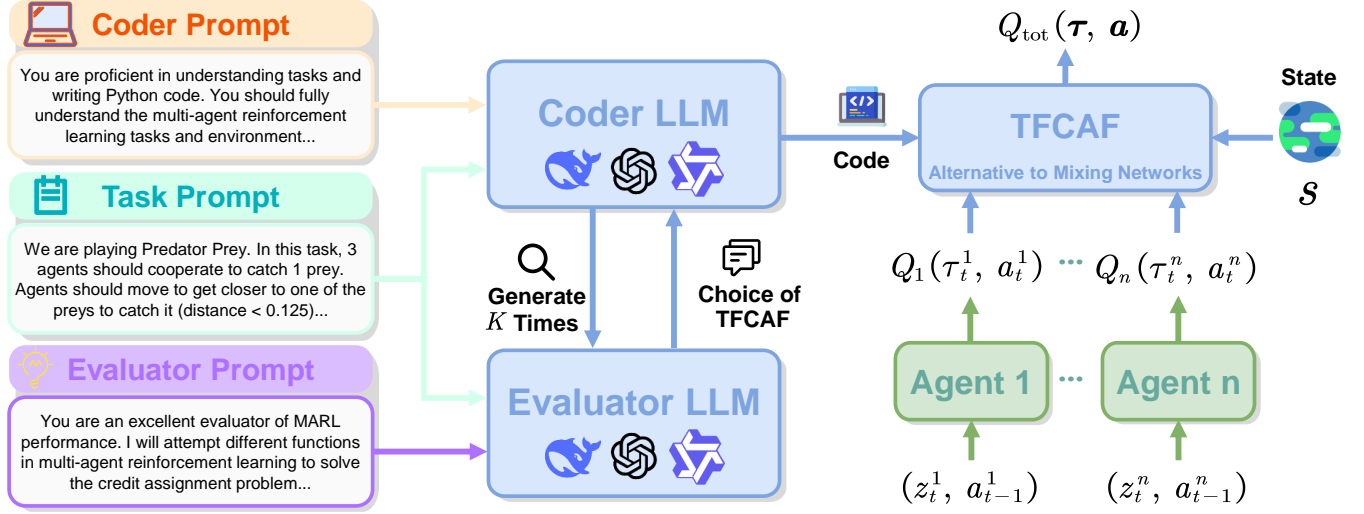 Coder Prompt
You are proficient in understanding tasks and
writing Python code. You should fully
understand the multi-agent reinforcement
learning tasks and environment...
Task Prompt
We are playing Predator Prey. In this task, 3
agents should cooperate to catch 1 prey.
Agents should move to get closer to one of the
preys to catch it (distance < 0.125)...
Evaluator Prompt
You are an excellent evaluator of MARL
performance. I will attempt different functions
in multi-agent reinforcement learning to solve
the credit assignment problem...
Coder LLM
Generate
K Times
Choice of
TFCAF
Evaluator LLM
</>
Code
Q_tot(τ, a)
TFCAF
Alternative to Mixing Networks
State
s
Q_1(τ_t^1, a_t^1) ··· Q_n(τ_t^n, a_t^n)
Agent 1 ··· Agent n
(z_t^1, a_{t−1}^1) (z_t^n, a_{t−1}^n)